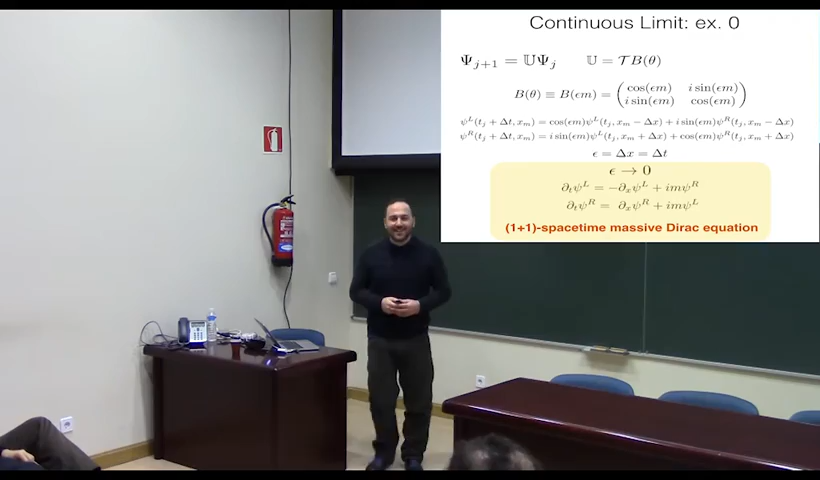 Continuous Limit: ex. 0
Ψ_{j+1} = 𝕌Ψ_j    𝕌 = 𝒯B(θ)
B(θ) ≡ B(ϵm) = ( cos(ϵm)  i sin(ϵm)
i sin(ϵm)  cos(ϵm) )
ψ^L(t_j + Δt, x_m) = cos(ϵm)ψ^L(t_j, x_m − Δx) + i sin(ϵm)ψ^R(t_j, x_m − Δx)
ψ^R(t_j + Δt, x_m) = i sin(ϵm)ψ^L(t_j, x_m + Δx) + cos(ϵm)ψ^R(t_j, x_m + Δx)
ϵ = Δx = Δt
ϵ → 0
∂_tψ^L = −∂_xψ^L + imψ^R
∂_tψ^R = ∂_xψ^R + imψ^L
(1+1)-spacetime massive Dirac equation